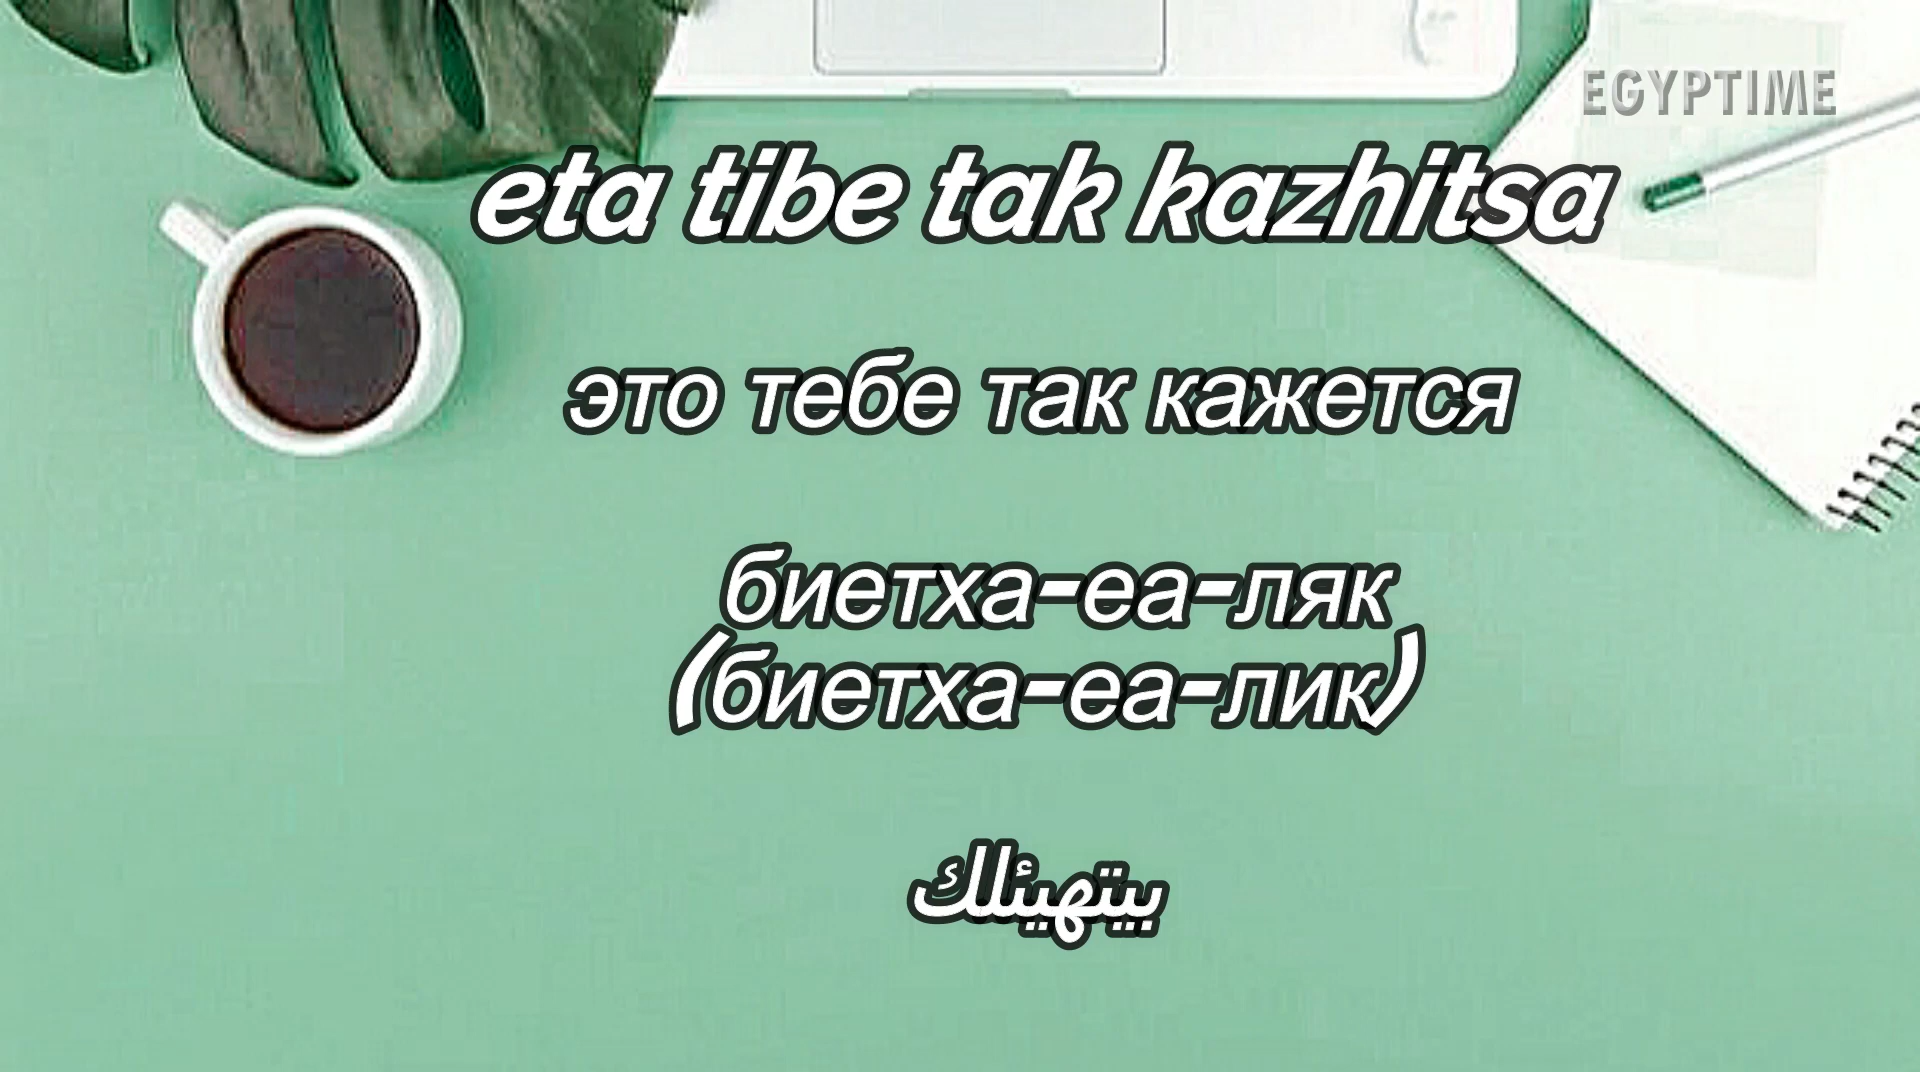 EGYPTIME
eta tibe tak kazhitsa
это тебе так кажется
биетха-еа-ляк
(биетха-еа-лик)
بيتهيئلك